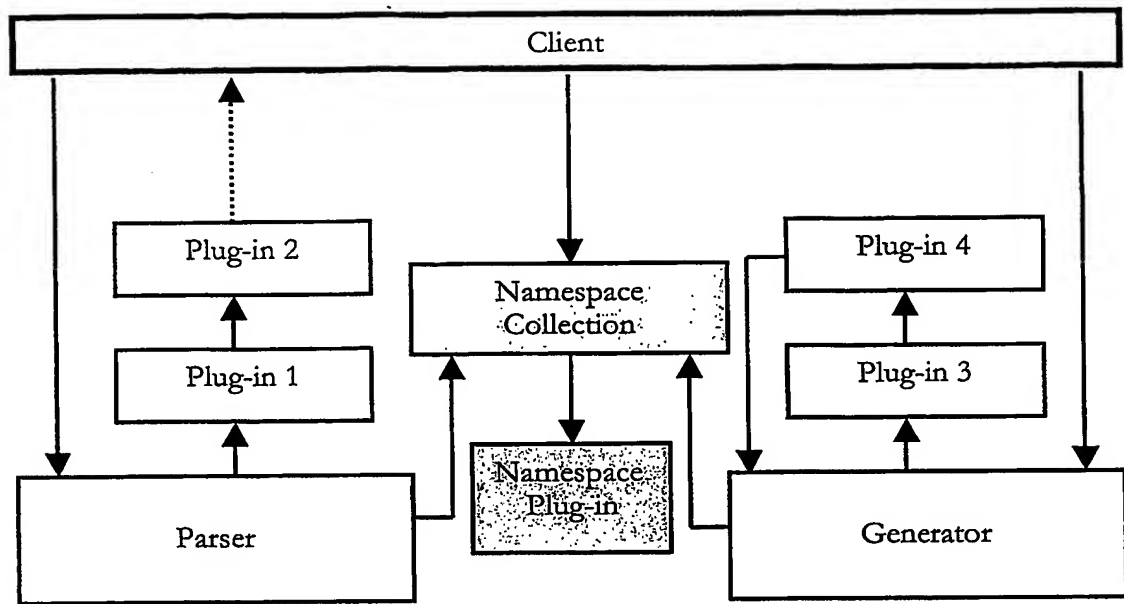 Client
Plug-in 2
Plug-in 4
Namespace
Collection
Plug-in 1
Plug-in 3
Namespace
Plug-in
Parser
Generator